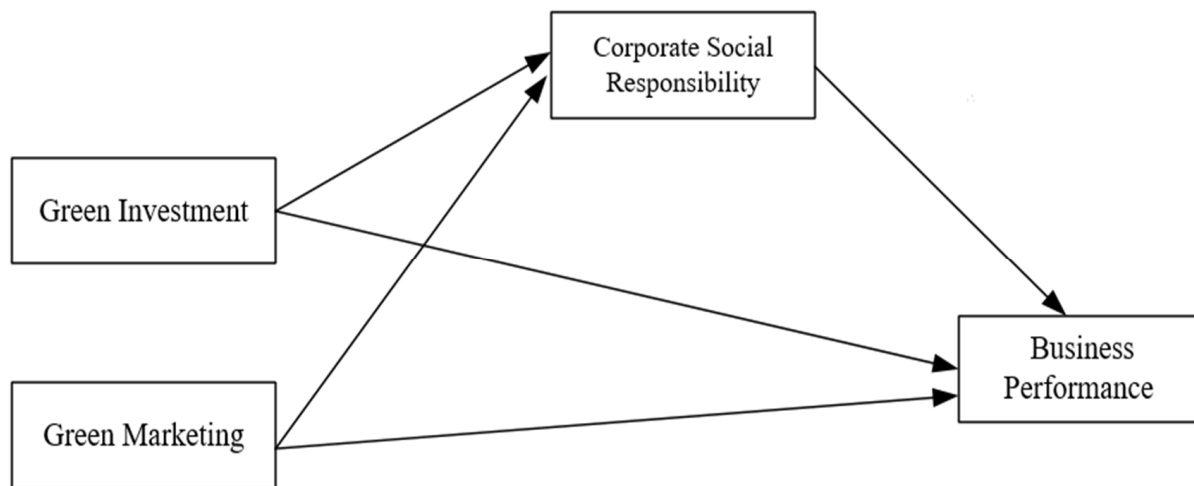 Corporate Social
Responsibility
Green Investment
Business
Performance
Green Marketing